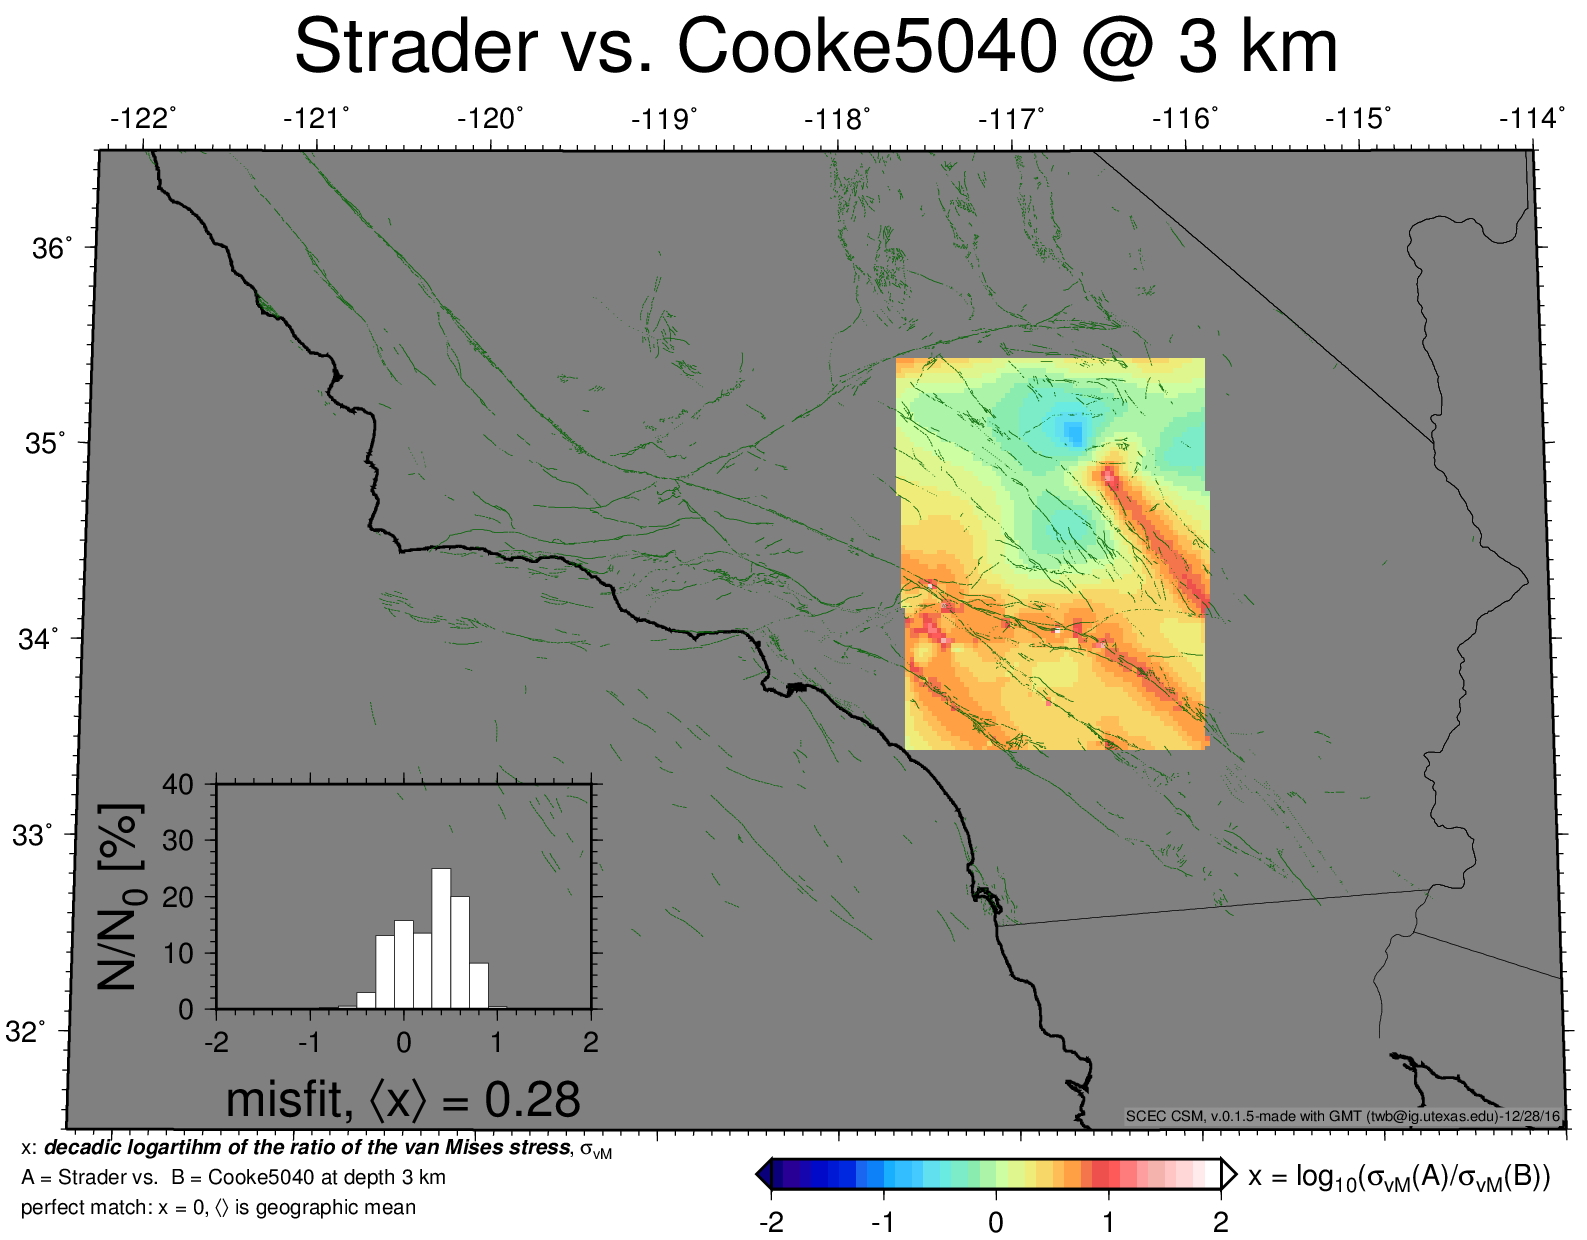 Strader vs. Cooke5040 @ 3 km
-122˚ -121˚ -120˚ -119˚ -118˚ -117˚ -116˚ -115˚ -114˚
36˚
35˚
34˚
33˚
32˚
40
30
20
10
0
N/N0 [%]
-2 -1 0 1 2
misfit, ⟨x⟩ = 0.28
SCEC CSM, v.0.1.5-made with GMT (twb@ig.utexas.edu)-12/28/16
x: decadic logartihm of the ratio of the van Mises stress, σvM
A = Strader vs. B = Cooke5040 at depth 3 km
perfect match: x = 0, ⟨⟩ is geographic mean
x = log10(σvM(A)/σvM(B))
-2 -1 0 1 2